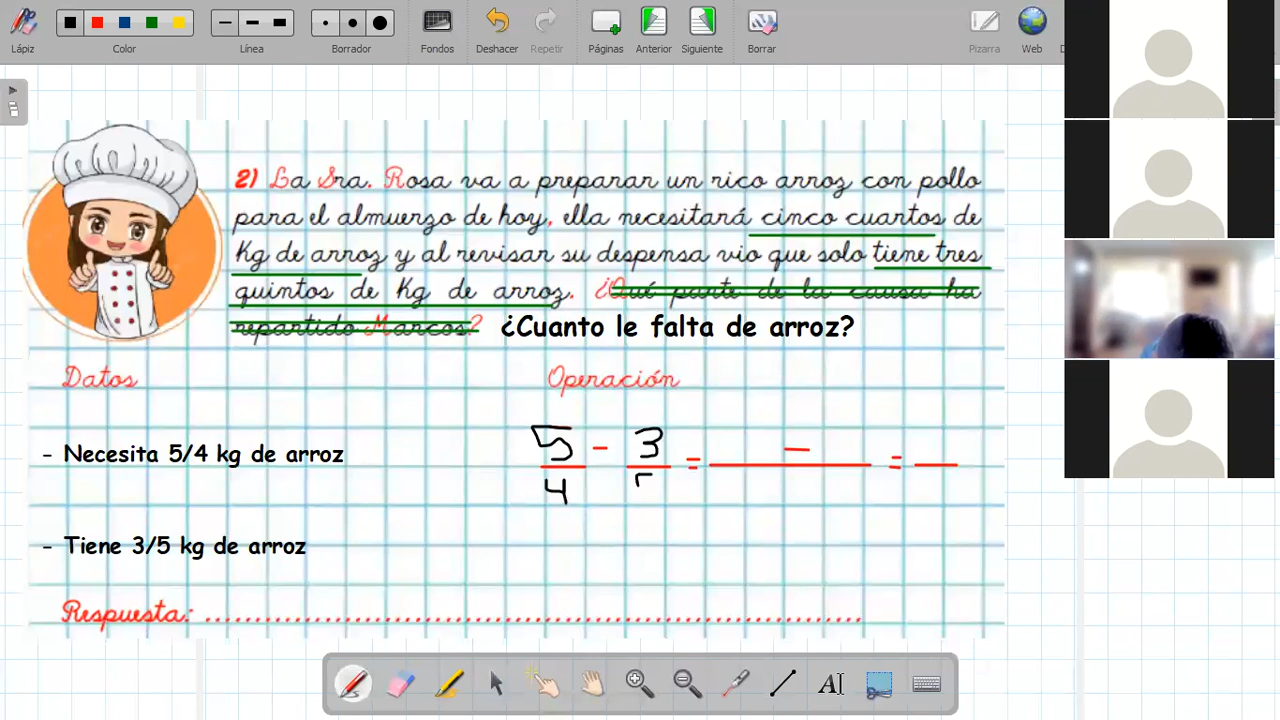 Lápiz
Color
Línea
Borrador
Fondos
Deshacer
Repetir
Páginas
Anterior
Siguiente
Borrar
Pizarra
Web
2) La Sra. Rosa va a preparar un rico arroz con pollo
para el almuerzo de hoy, ella necesitará cinco cuartos de
Kg de arroz y al revisar su despensa vio que solo tiene tres
quintos de Kg de arroz. ¿Qué parte de la causa ha
repartido Marcos? ¿Cuanto le falta de arroz?
Datos
Operación
- Necesita 5/4 kg de arroz
5 - 3 = - =
4
- Tiene 3/5 kg de arroz
Respuesta: ..............................................................